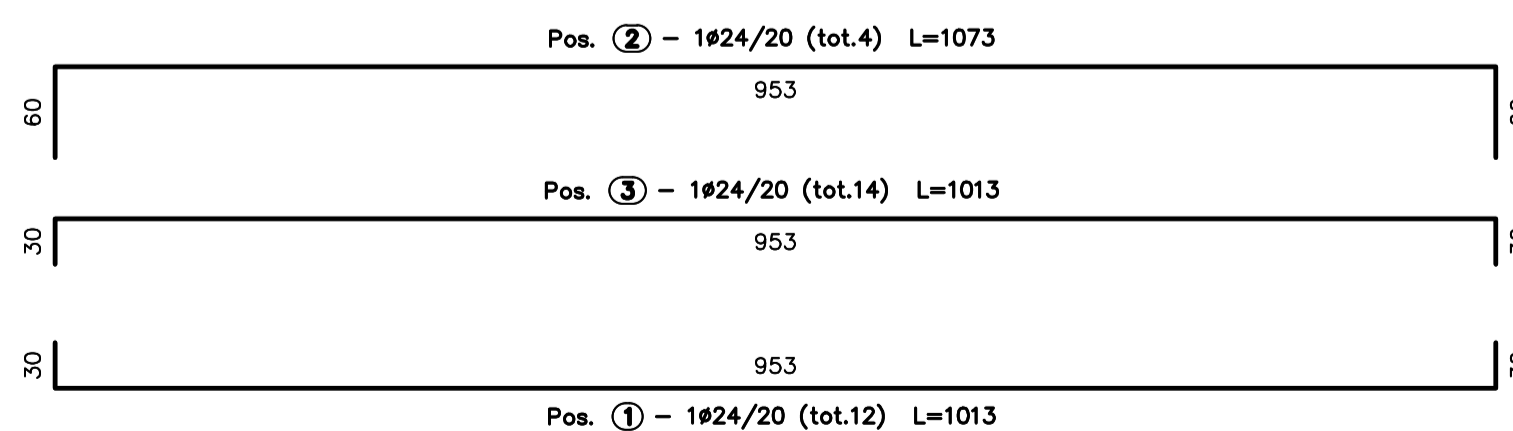 Pos. 2 – 1ø24/20 (tot.4) L=1073
953
60
Pos. 3 – 1ø24/20 (tot.14) L=1013
30
953
30
953
Pos. 1 – 1ø24/20 (tot.12) L=1013